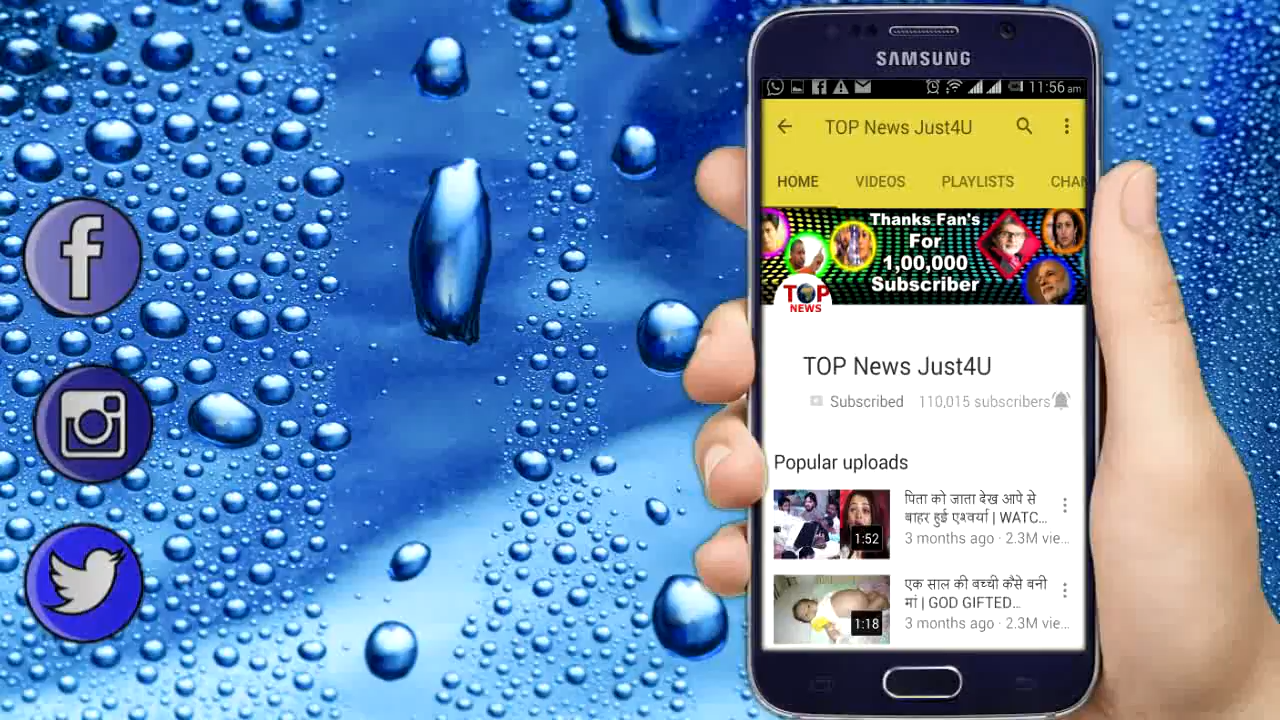 SAMSUNG
11:56 am
TOP News Just4U
HOME VIDEOS PLAYLISTS CHAN
Thanks Fan's
For
1,00,000
Subscriber
TOP
NEWS
TOP News Just4U
Subscribed 110,015 subscribers
Popular uploads
पिता को जाता देख आपे से
बाहर हुई एश्वर्या | WATC...
3 months ago · 2.3M vie...
1:52
एक साल की बच्ची कैसे बनी
मां | GOD GIFTED...
3 months ago · 2.3M vie...
1:18